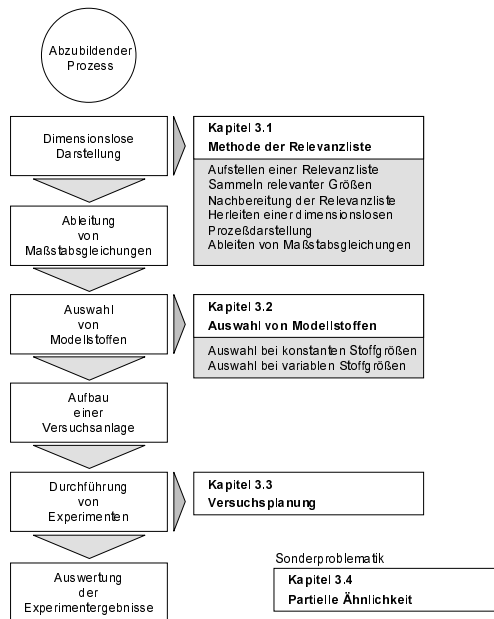 Abzubildender
Prozess
Dimensionslose
Darstellung
Kapitel 3.1
Methode der Relevanzliste
Aufstellen einer Relevanzliste
Sammeln relevanter Größen
Nachbereitung der Relevanzliste
Herleiten einer dimensionslosen
Prozeßdarstellung
Ableiten von Maßstabsgleichungen
Ableitung
von
Maßstabsgleichungen
Auswahl
von
Modellstoffen
Kapitel 3.2
Auswahl von Modellstoffen
Auswahl bei konstanten Stoffgrößen
Auswahl bei variablen Stoffgrößen
Aufbau
einer
Versuchsanlage
Durchführung
von
Experimenten
Kapitel 3.3
Versuchsplanung
Auswertung
der
Experimentergebnisse
Sonderproblematik
Kapitel 3.4
Partielle Ähnlichkeit